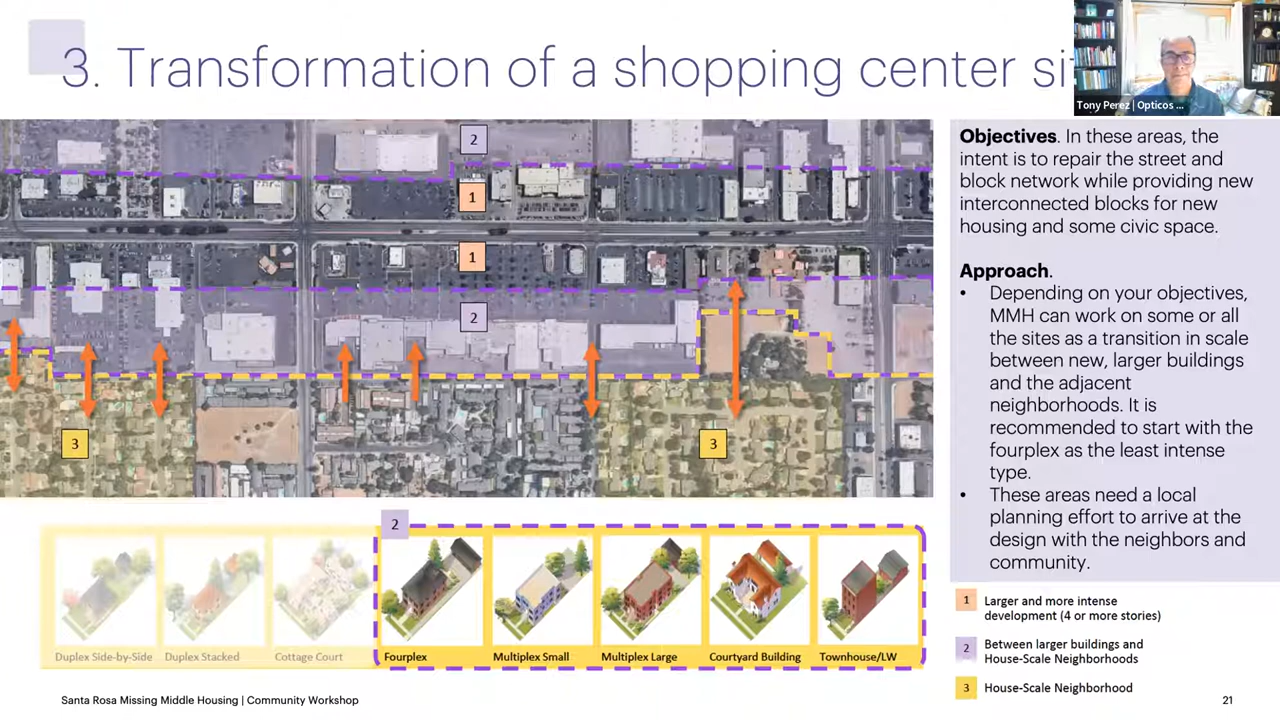 3. Transformation of a shopping center si
Tony Perez | Opticos ...
2
1
1
2
3
3
Objectives. In these areas, the
intent is to repair the street and
block network while providing new
interconnected blocks for new
housing and some civic space.
Approach.
• Depending on your objectives,
MMH can work on some or all
the sites as a transition in scale
between new, larger buildings
and the adjacent
neighborhoods. It is
recommended to start with the
fourplex as the least intense
type.
• These areas need a local
planning effort to arrive at the
design with the neighbors and
community.
2
Duplex Side-by-Side
Duplex Stacked
Cottage Court
Fourplex
Multiplex Small
Multiplex Large
Courtyard Building
Townhouse/LW
1 Larger and more intense
development (4 or more stories)
2 Between larger buildings and
House-Scale Neighborhoods
3 House-Scale Neighborhood
Santa Rosa Missing Middle Housing | Community Workshop
21